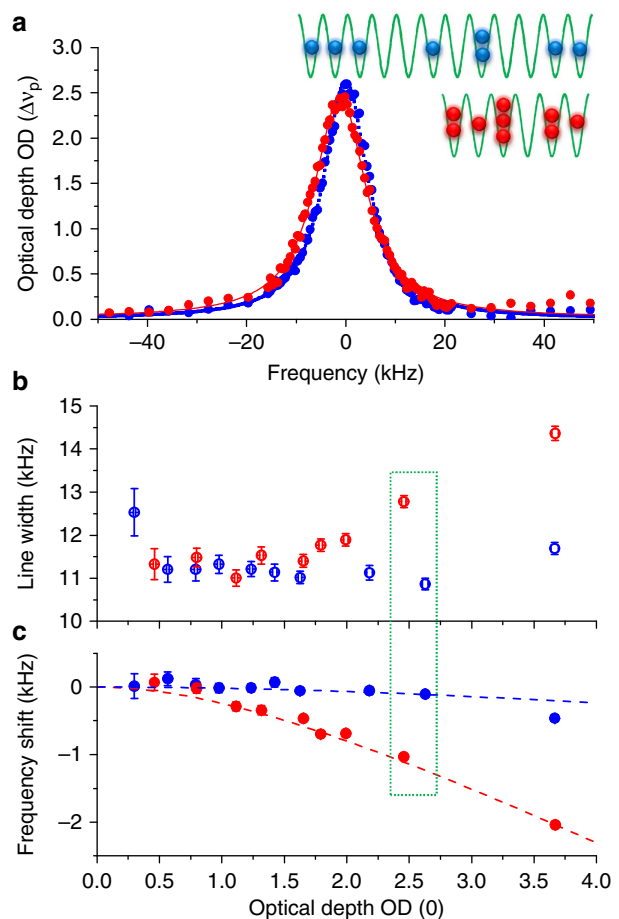 a
3.0
2.5
2.0
1.5
1.0
0.5
0.0
Optical depth OD (Δνp)
−40 −20 0 20 40
Frequency (kHz)
b
15
14
13
12
11
10
Line width (kHz)
c
0
−1
−2
Frequency shift (kHz)
0.0 0.5 1.0 1.5 2.0 2.5 3.0 3.5 4.0
Optical depth OD (0)